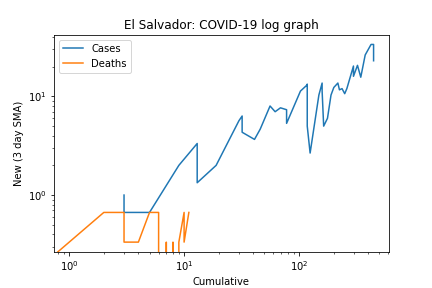 El Salvador: COVID-19 log graph
Cases
Deaths
New (3 day SMA)
10¹
10⁰
10⁰ 10¹ 10²
Cumulative